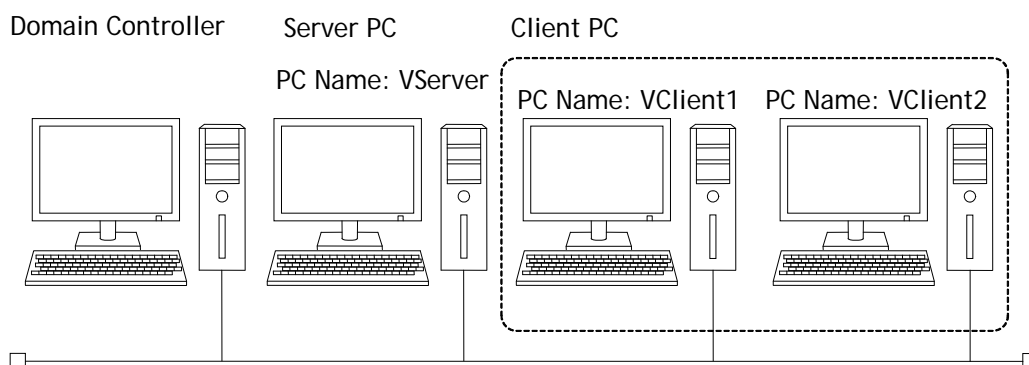 Domain Controller
Server PC
Client PC
PC Name: VServer
PC Name: VClient1
PC Name: VClient2